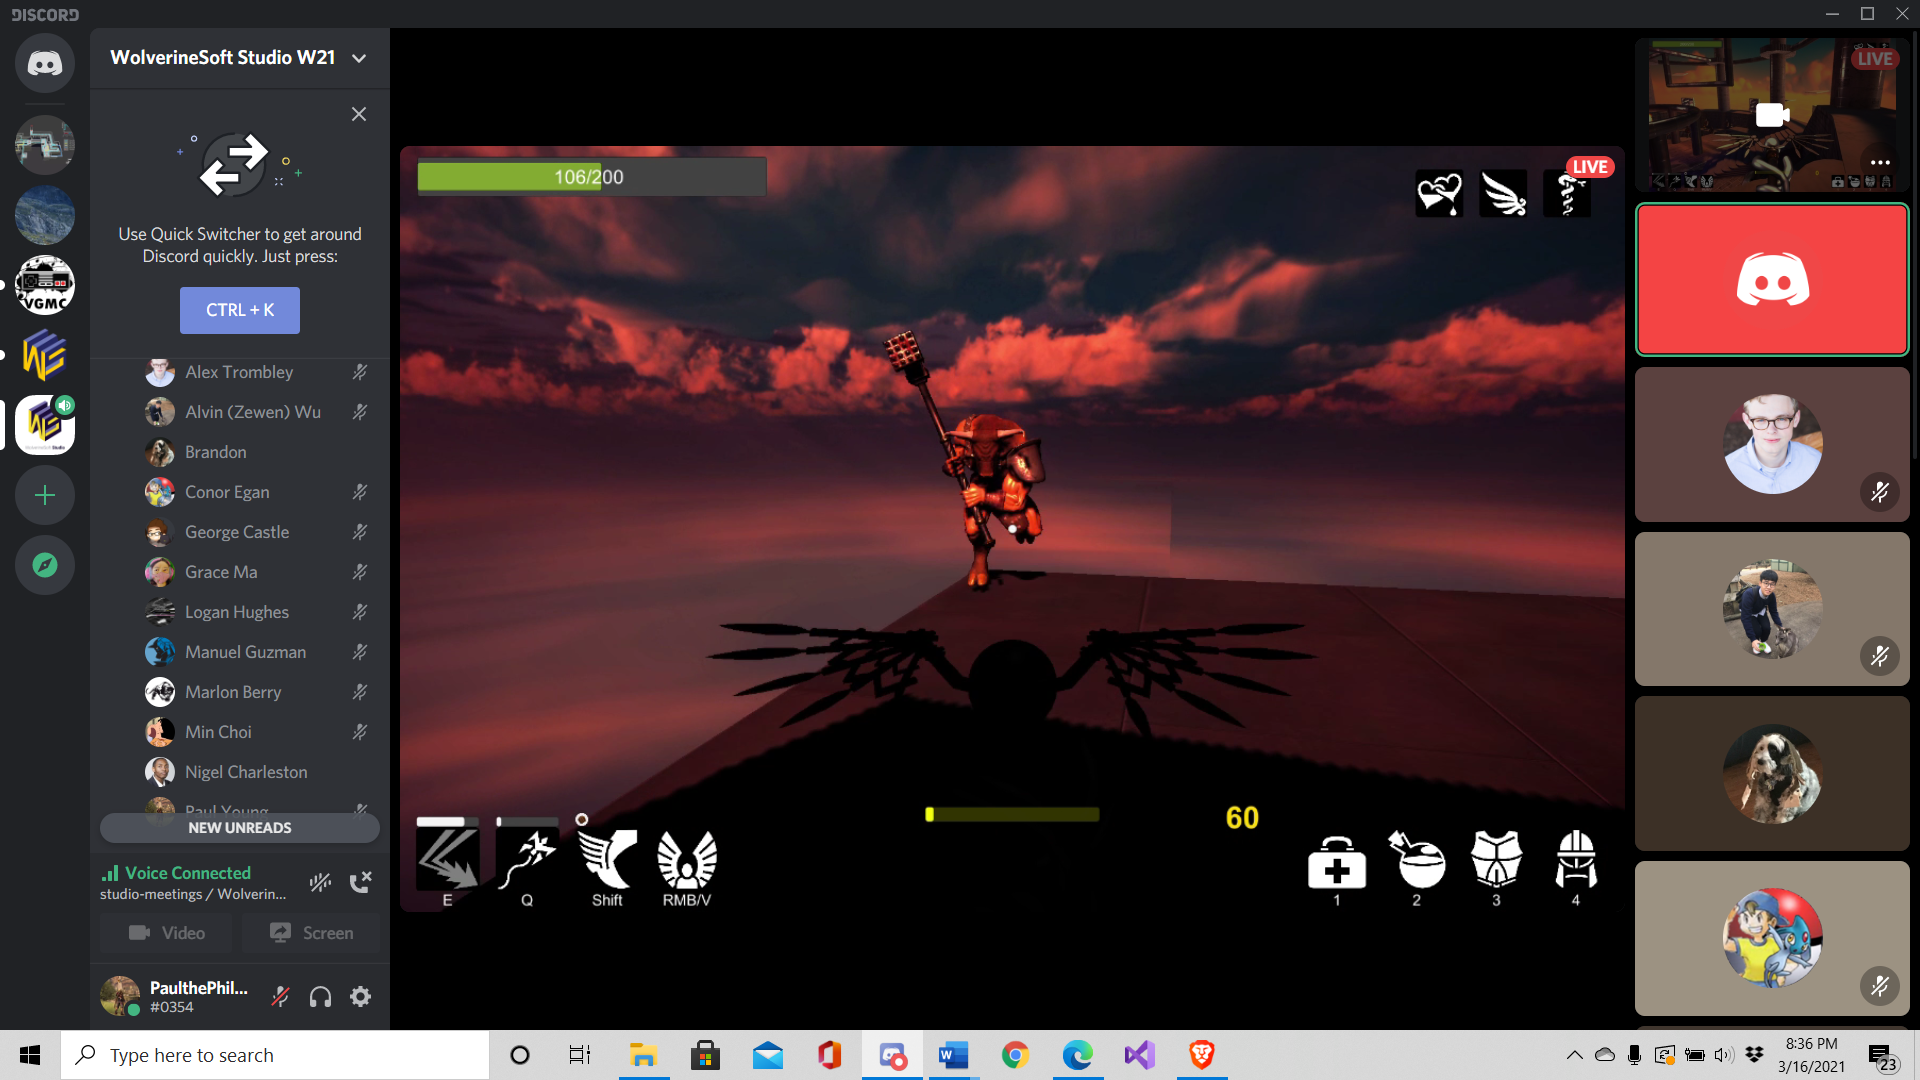 DISCORD
WolverineSoft Studio W21
Use Quick Switcher to get around
Discord quickly. Just press:
CTRL + K
VGMC
Alex Trombley
Alvin (Zewen) Wu
Brandon
Conor Egan
George Castle
Grace Ma
Logan Hughes
Manuel Guzman
Marlon Berry
Min Choi
Nigel Charleston
Paul Young
NEW UNREADS
Voice Connected
studio-meetings / Wolverin...
Video
Screen
PaulthePhil...
#0354
106/200
LIVE
60
E
Q
Shift
RMB/V
1
2
3
4
LIVE
Type here to search
8:36 PM
3/16/2021
23